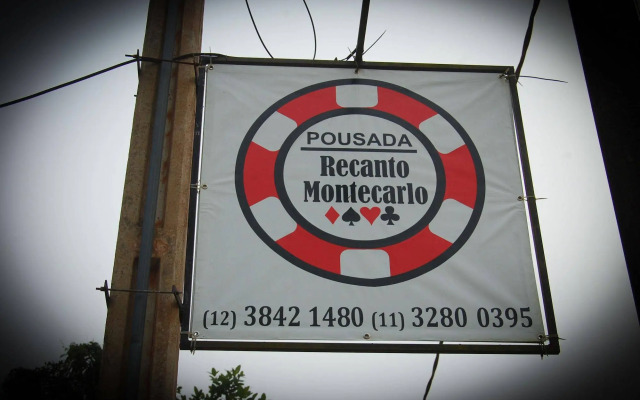 POUSADA
Recanto
Montecarlo
(12) 3842 1480 (11) 3280 0395